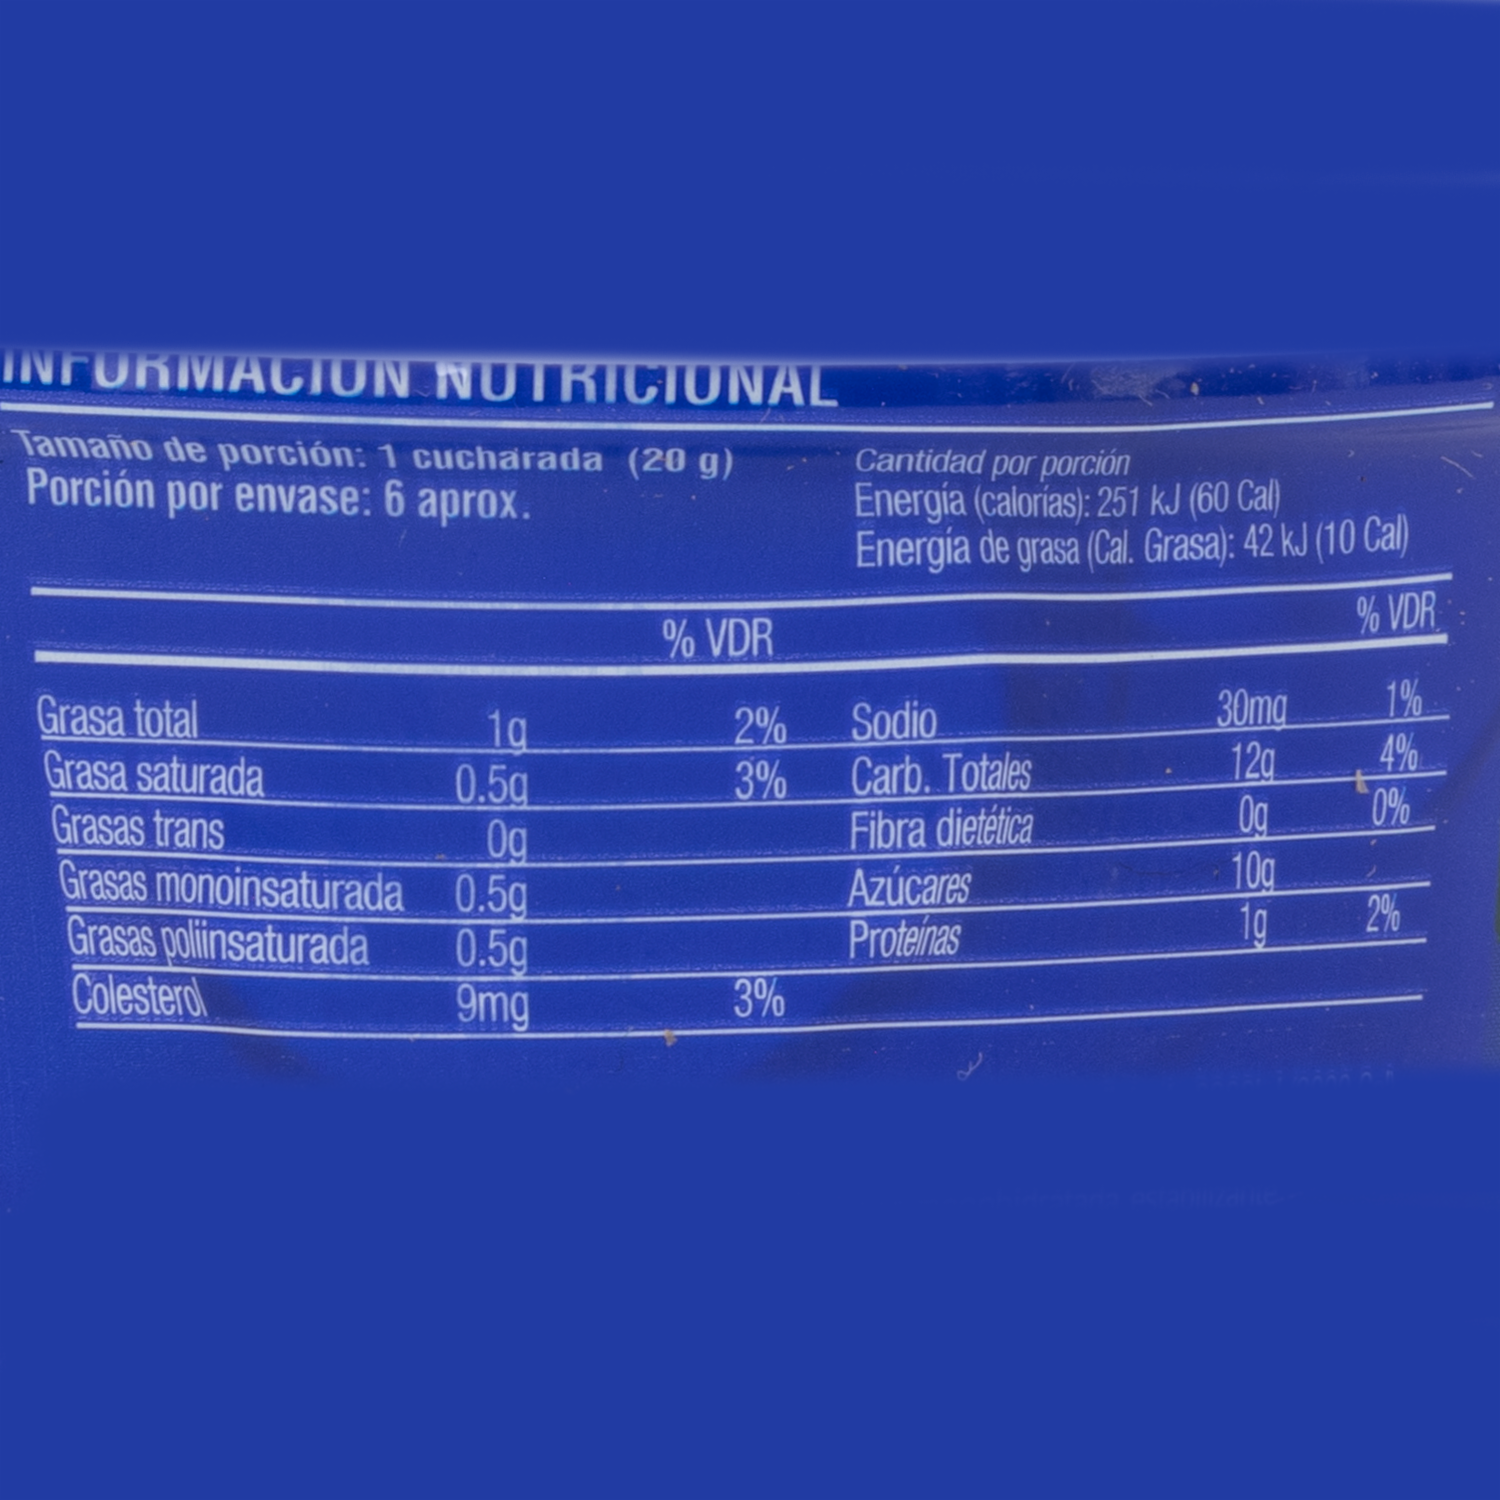 INFORMACIÓN NUTRICIONAL
Tamaño de porción: 1 cucharada (20 g)
Porción por envase: 6 aprox.
Cantidad por porción
Energía (calorías): 251 kJ (60 Cal)
Energía de grasa (Cal. Grasa): 42 kJ (10 Cal)
% VDR
% VDR
Grasa total 1g 2%
Grasa saturada 0.5g 3%
Grasas trans 0g
Grasas monoinsaturada 0.5g
Grasas poliinsaturada 0.5g
Colesterol 9mg 3%
Sodio 30mg 1%
Carb. Totales 12g 4%
Fibra dietética 0g 0%
Azúcares 10g
Proteínas 1g 2%